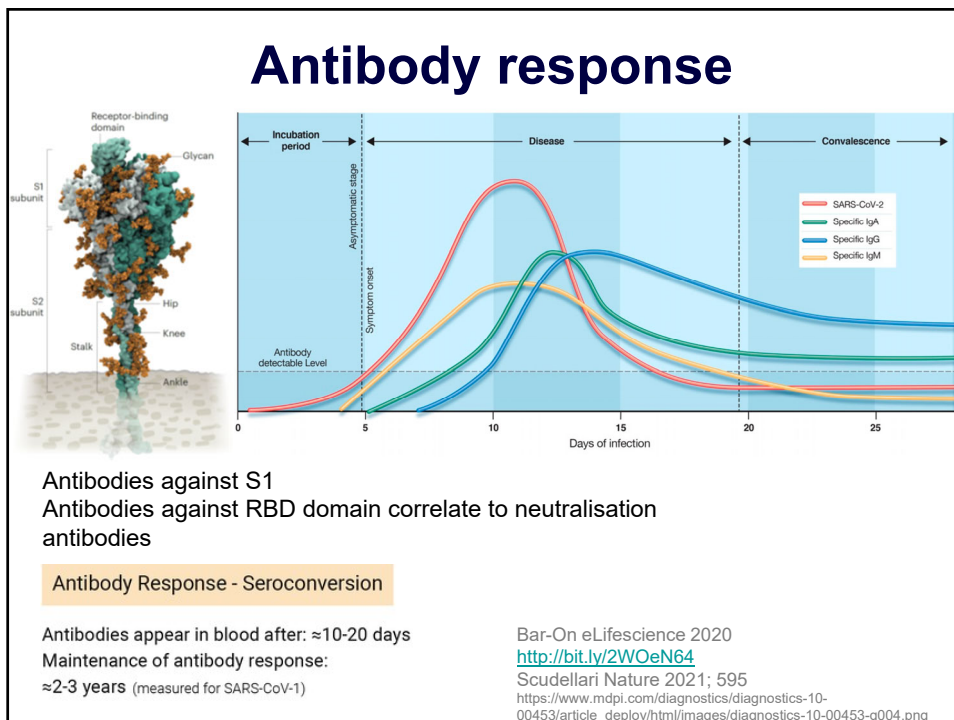 Antibody response
Receptor-binding
domain
Glycan
S1
subunit
S2
subunit
Hip
Knee
Stalk
Ankle
Incubation
period
Disease
Convalescence
Asymptomatic stage
Symptom onset
SARS-CoV-2
Specific IgA
Specific IgG
Specific IgM
Antibody
detectable Level
0 5 10 15 20 25
Days of infection
Antibodies against S1
Antibodies against RBD domain correlate to neutralisation
antibodies
Antibody Response - Seroconversion
Antibodies appear in blood after: ≈10-20 days
Maintenance of antibody response:
≈2-3 years (measured for SARS-CoV-1)
Bar-On eLifescience 2020
http://bit.ly/2WOeN64
Scudellari Nature 2021; 595
https://www.mdpi.com/diagnostics/diagnostics-10-
00453/article_deploy/html/images/diagnostics-10-00453-g004.png